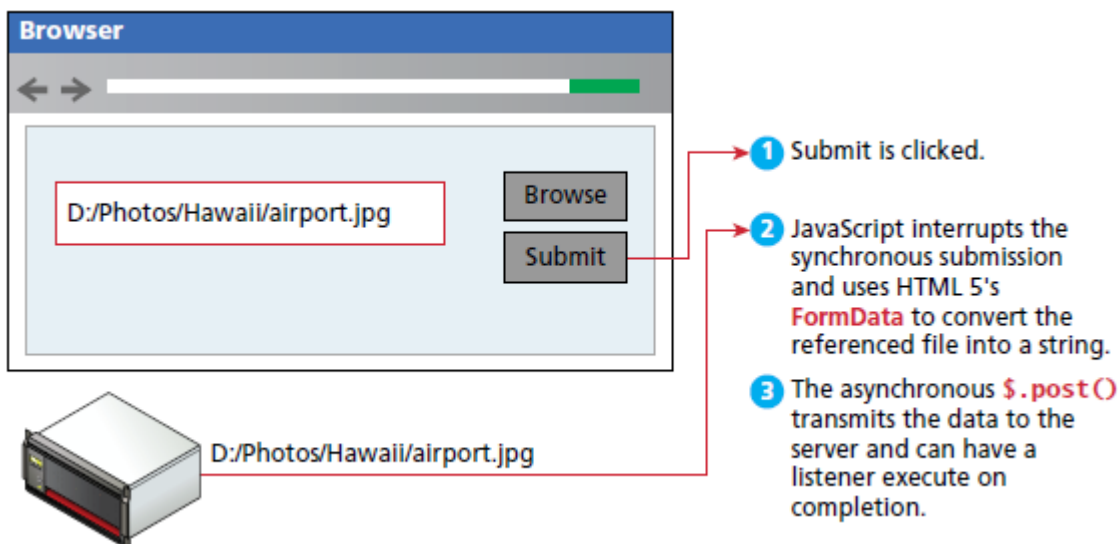 Browser
D:/Photos/Hawaii/airport.jpg
Browse
Submit
1 Submit is clicked.
2 JavaScript interrupts the
synchronous submission
and uses HTML 5's
FormData to convert the
referenced file into a string.
3 The asynchronous $.post()
transmits the data to the
server and can have a
listener execute on
completion.
D:/Photos/Hawaii/airport.jpg